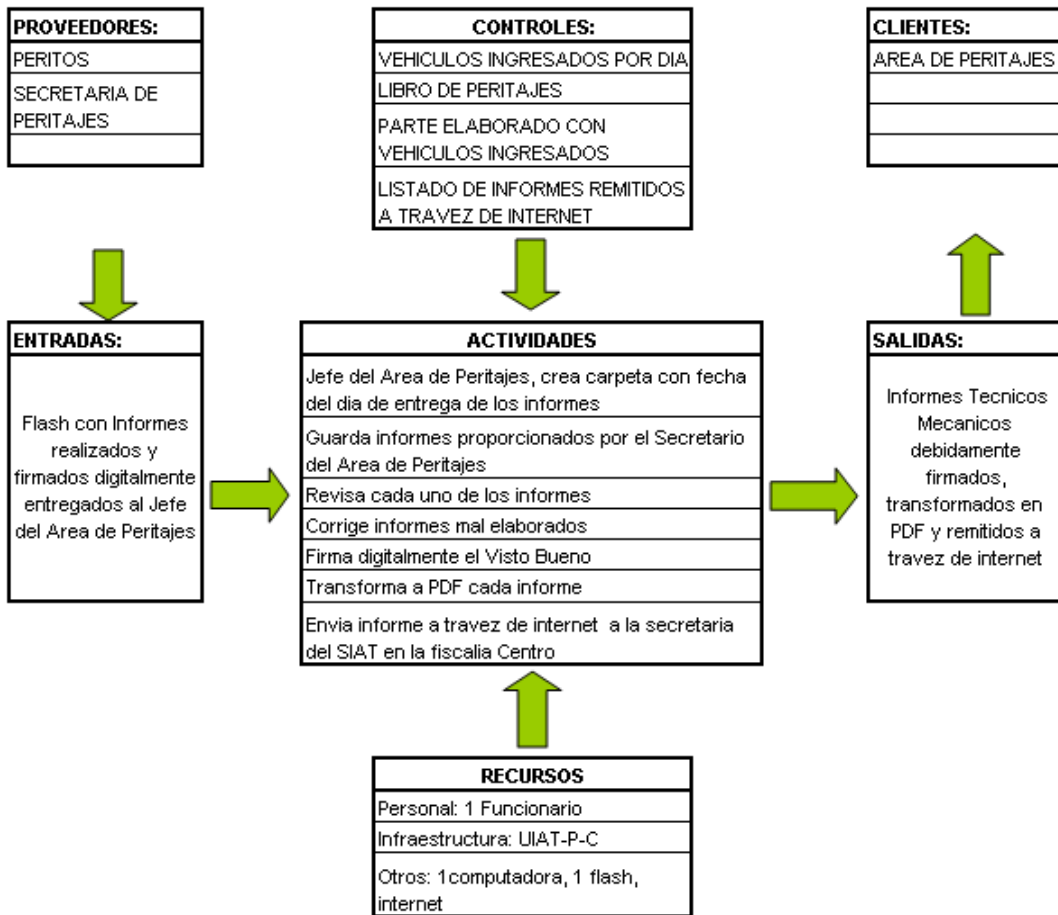 PROVEEDORES:
PERITOS
SECRETARIA DE
PERITAJES
CONTROLES:
VEHICULOS INGRESADOS POR DIA
LIBRO DE PERITAJES
PARTE ELABORADO CON
VEHICULOS INGRESADOS
LISTADO DE INFORMES REMITIDOS
A TRAVEZ DE INTERNET
CLIENTES:
AREA DE PERITAJES
ENTRADAS:
Flash con Informes
realizados y
firmados digitalmente
entregados al Jefe
del Area de Peritajes
ACTIVIDADES
Jefe del Area de Peritajes, crea carpeta con fecha
del dia de entrega de los informes
Guarda informes proporcionados por el Secretario
del Area de Peritajes
Revisa cada uno de los informes
Corrige informes mal elaborados
Firma digitalmente el Visto Bueno
Transforma a PDF cada informe
Envia informe a travez de internet a la secretaria
del SIAT en la fiscalia Centro
SALIDAS:
Informes Tecnicos
Mecanicos
debidamente
firmados,
transformados en
PDF y remitidos a
travez de internet
RECURSOS
Personal: 1 Funcionario
Infraestructura: UIAT-P-C
Otros: 1computadora, 1 flash,
internet